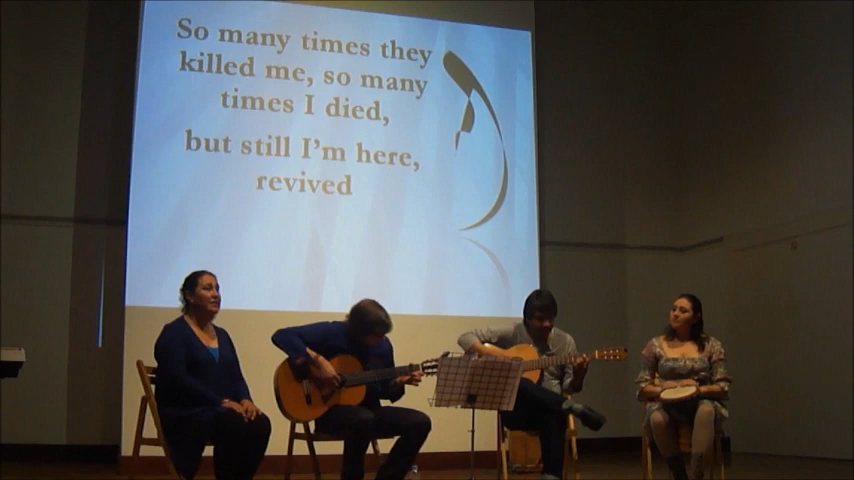 So many times they
killed me, so many
times I died,
but still I'm here,
revived